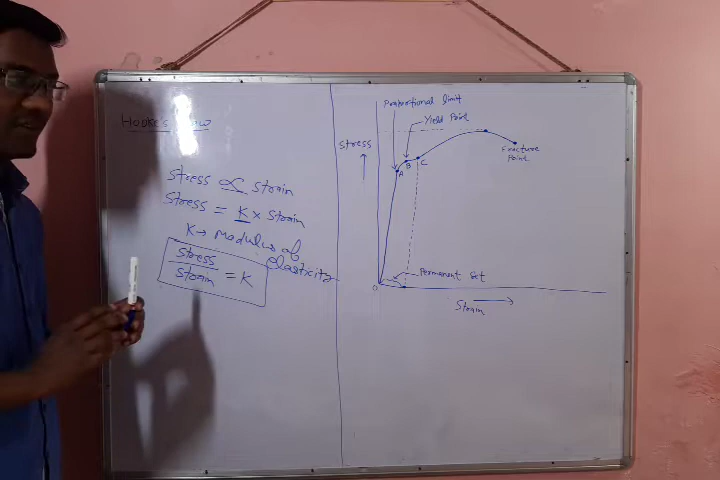 Hooke's Law
Stress ∝ Strain
Stress = K × Strain
K → Modulus of
elasticity
Stress
Strain
= K
Proportional limit
Yield Point
Stress
A
B
C
Fracture
Point
Permanent Set
O
Strain